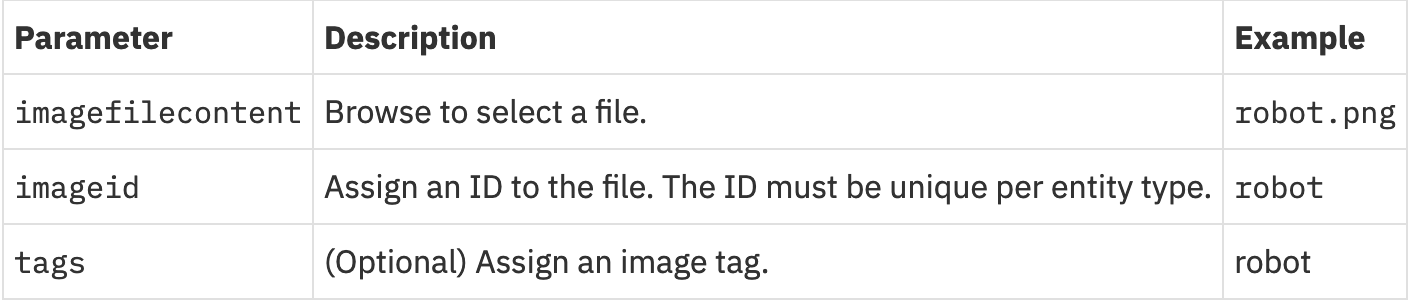 Parameter Description Example
imagefilecontent Browse to select a file. robot.png
imageid Assign an ID to the file. The ID must be unique per entity type. robot
tags (Optional) Assign an image tag. robot